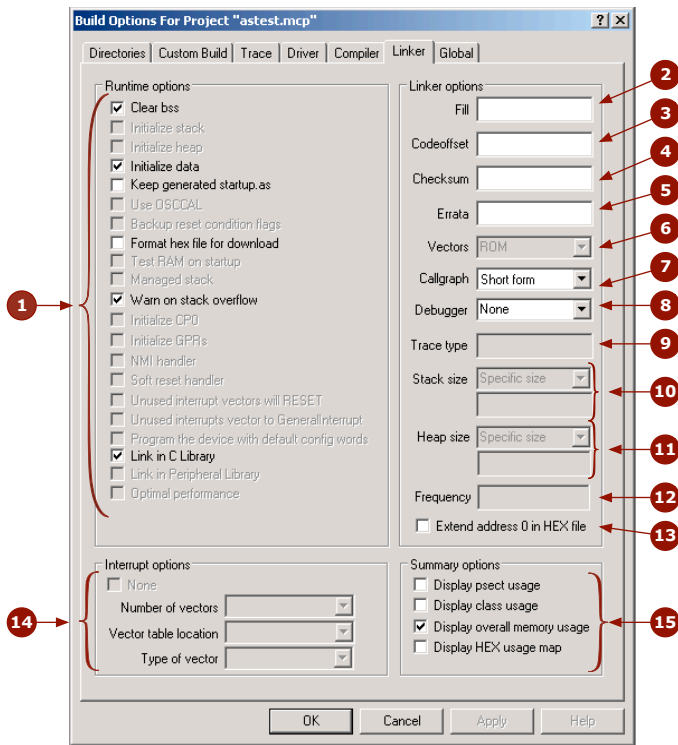 Build Options For Project "astest.mcp"
Directories Custom Build Trace Driver Compiler Linker Global
Runtime options
Clear bss
Initialize stack
Initialize heap
Initialize data
Keep generated startup.as
Use OSCCAL
Backup reset condition flags
Format hex file for download
Test RAM on startup
Managed stack
Warn on stack overflow
Initialize CP0
Initialize GPRs
NMI handler
Soft reset handler
Unused interrupt vectors will RESET
Unused interrupts vector to GeneralInterrupt
Program the device with default config words
Link in C Library
Link in Peripheral Library
Optimal performance
1
Linker options
Fill
2
Codeoffset
3
Checksum
4
Errata
5
Vectors ROM
6
Callgraph Short form
7
Debugger None
8
Trace type
9
Stack size Specific size
10
Heap size Specific size
11
Frequency
12
Extend address 0 in HEX file
13
Interrupt options
None
Number of vectors
Vector table location
Type of vector
14
Summary options
Display psect usage
Display class usage
Display overall memory usage
Display HEX usage map
15
OK Cancel Apply Help